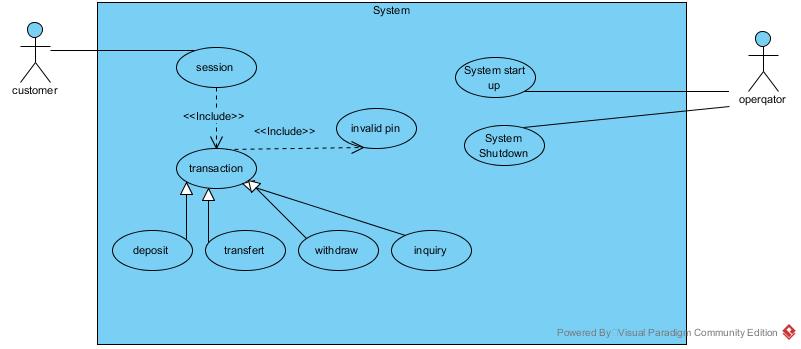 System
customer
session
<<Include>>
<<Include>>
invalid pin
transaction
deposit
transfert
withdraw
inquiry
System start
up
System
Shutdown
operqator
Powered By Visual Paradigm Community Edition